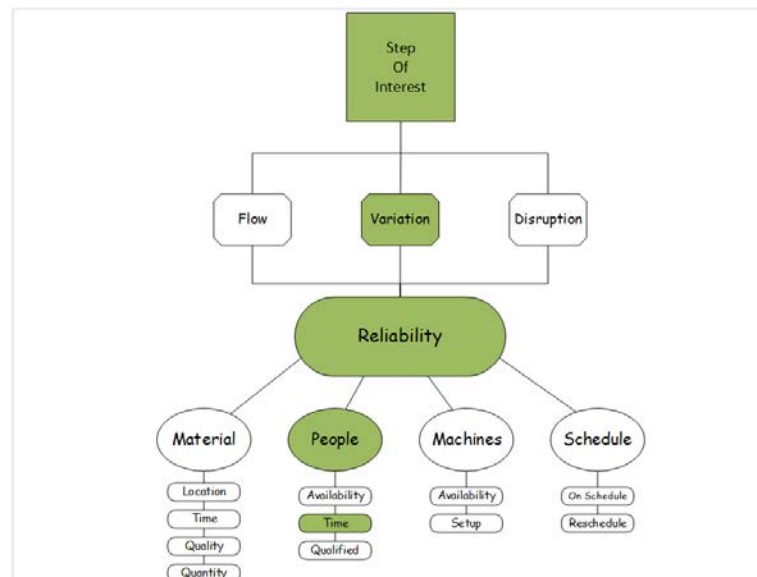 Step
Of
Interest
Flow
Variation
Disruption
Reliability
Material
People
Machines
Schedule
Location
Time
Quality
Quantity
Availability
Time
Qualified
Availability
Setup
On Schedule
Reschedule